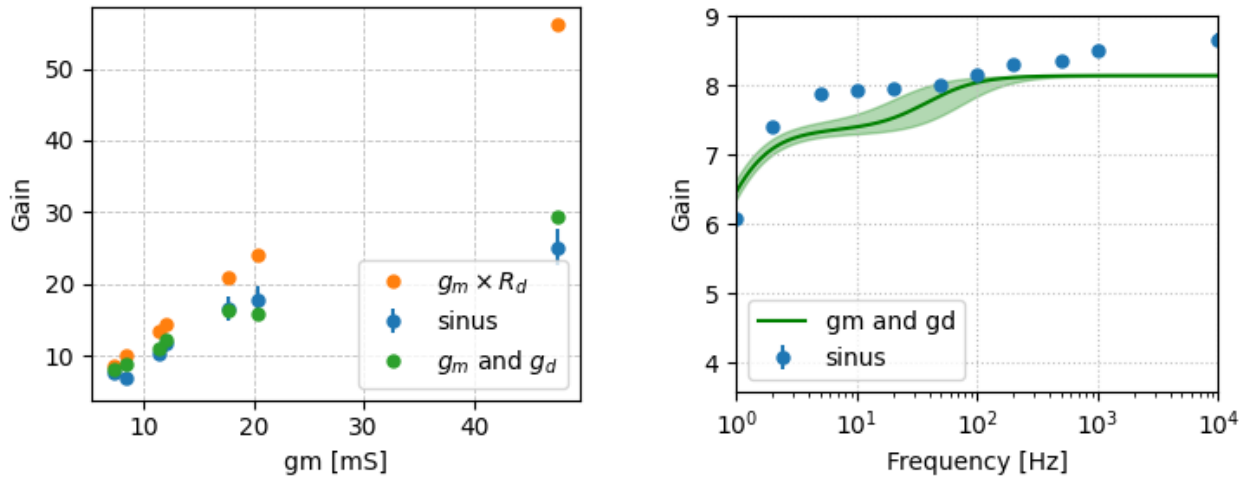 50
40
30
20
10
Gain
10
20
30
40
gm [mS]
g_m × R_d
sinus
g_m and g_d
9
8
7
6
5
4
Gain
10^0
10^1
10^2
10^3
10^4
Frequency [Hz]
gm and gd
sinus